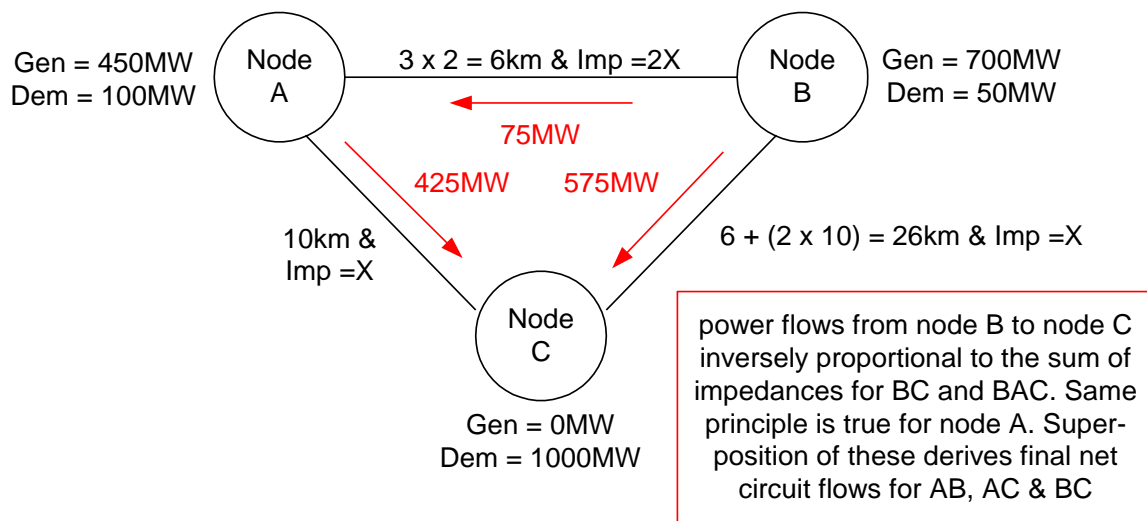 Node
A
Gen = 450MW
Dem = 100MW
3 x 2 = 6km & Imp =2X
Node
B
Gen = 700MW
Dem = 50MW
75MW
425MW
575MW
10km &
Imp =X
6 + (2 x 10) = 26km & Imp =X
Node
C
Gen = 0MW
Dem = 1000MW
power flows from node B to node C
inversely proportional to the sum of
impedances for BC and BAC. Same
principle is true for node A. Super-
position of these derives final net
circuit flows for AB, AC & BC